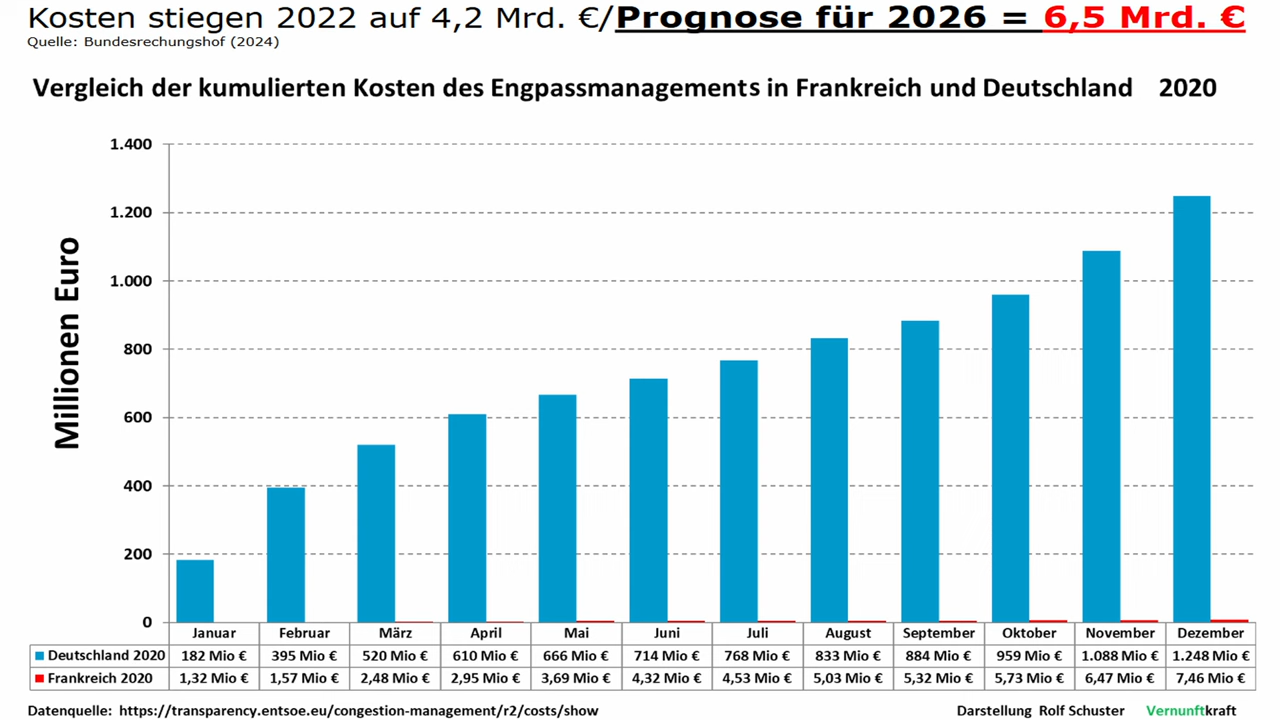 Kosten stiegen 2022 auf 4,2 Mrd. €/Prognose für 2026 = 6,5 Mrd. €
Quelle: Bundesrechungshof (2024)
Vergleich der kumulierten Kosten des Engpassmanagements in Frankreich und Deutschland 2020
Millionen Euro
1.400
1.200
1.000
800
600
400
200
0
Januar Februar März April Mai Juni Juli August September Oktober November Dezember
Deutschland 2020 182 Mio € 395 Mio € 520 Mio € 610 Mio € 666 Mio € 714 Mio € 768 Mio € 833 Mio € 884 Mio € 959 Mio € 1.088 Mio € 1.248 Mio €
Frankreich 2020 1,32 Mio € 1,57 Mio € 2,48 Mio € 2,95 Mio € 3,69 Mio € 4,32 Mio € 4,53 Mio € 5,03 Mio € 5,32 Mio € 5,73 Mio € 6,47 Mio € 7,46 Mio €
Datenquelle: https://transparency.entsoe.eu/congestion-management/r2/costs/show Darstellung Rolf Schuster Vernunftkraft